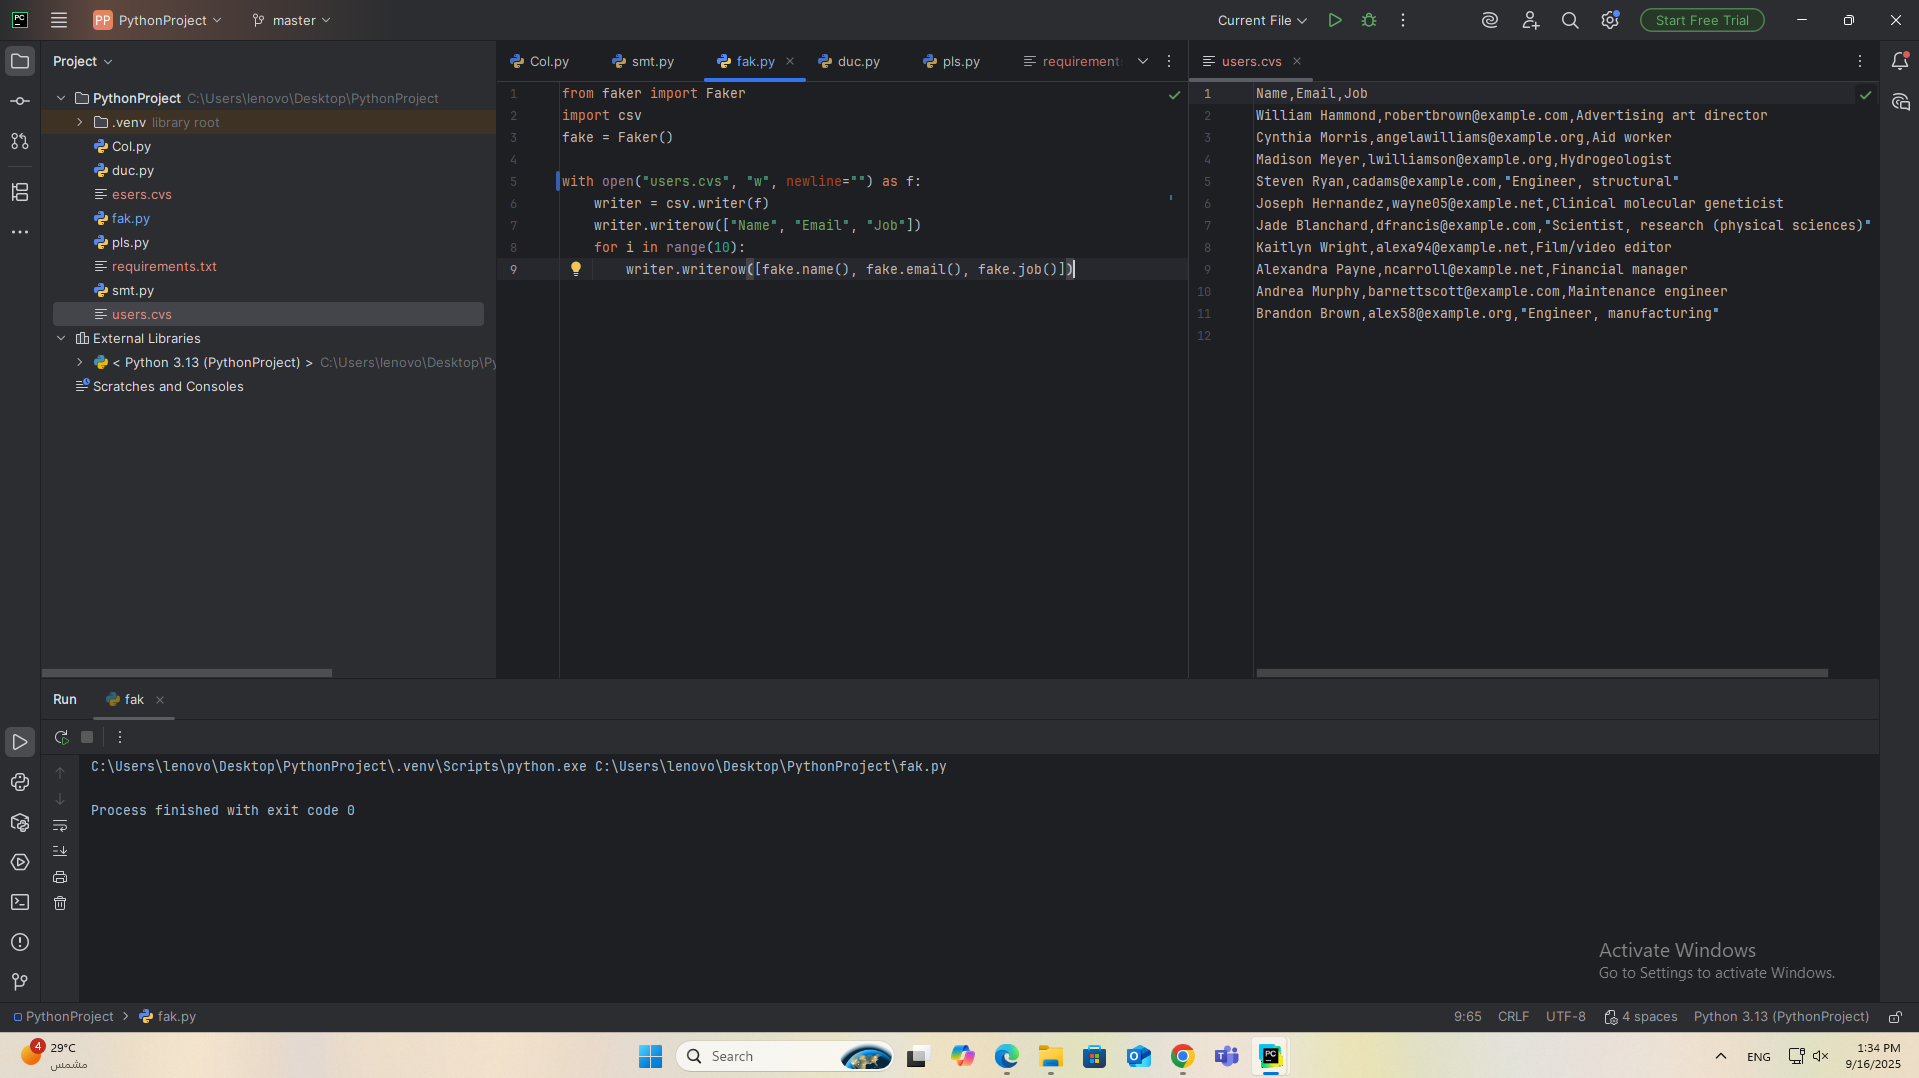 PC
PP PythonProject
master
Current File
Start Free Trial
Project
PythonProject C:\Users\lenovo\Desktop\PythonProject
.venv library root
Col.py
duc.py
esers.cvs
fak.py
pls.py
requirements.txt
smt.py
users.cvs
External Libraries
< Python 3.13 (PythonProject) > C:\Users\lenovo\Desktop\Py
Scratches and Consoles
Col.py
smt.py
fak.py
duc.py
pls.py
requirements
1 from faker import Faker
2 import csv
3 fake = Faker()
4
5 with open("users.cvs", "w", newline="") as f:
6 writer = csv.writer(f)
7 writer.writerow(["Name", "Email", "Job"])
8 for i in range(10):
9 writer.writerow([fake.name(), fake.email(), fake.job()])
users.cvs
1 Name,Email,Job
2 William Hammond,robertbrown@example.com,Advertising art director
3 Cynthia Morris,angelawilliams@example.org,Aid worker
4 Madison Meyer,lwilliamson@example.org,Hydrogeologist
5 Steven Ryan,cadams@example.com,"Engineer, structural"
6 Joseph Hernandez,wayne05@example.net,Clinical molecular geneticist
7 Jade Blanchard,dfrancis@example.com,"Scientist, research (physical sciences)"
8 Kaitlyn Wright,alexa94@example.net,Film/video editor
9 Alexandra Payne,ncarroll@example.net,Financial manager
10 Andrea Murphy,barnettscott@example.com,Maintenance engineer
11 Brandon Brown,alex58@example.org,"Engineer, manufacturing"
12
Run
fak
C:\Users\lenovo\Desktop\PythonProject\.venv\Scripts\python.exe C:\Users\lenovo\Desktop\PythonProject\fak.py
Process finished with exit code 0
Activate Windows
Go to Settings to activate Windows.
PythonProject > fak.py
9:65 CRLF UTF-8 4 spaces Python 3.13 (PythonProject)
4
29°C
مشمس
Search
PC
ENG
1:34 PM
9/16/2025